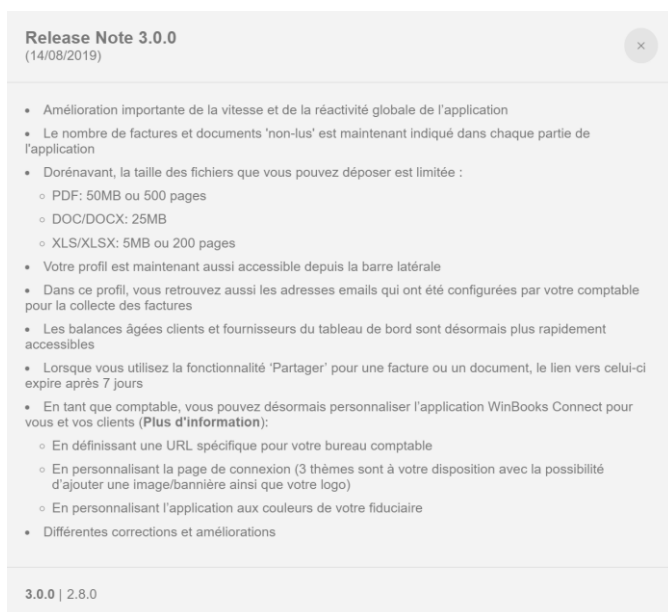 Release Note 3.0.0
(14/08/2019)
×
• Amélioration importante de la vitesse et de la réactivité globale de l'application
• Le nombre de factures et documents 'non-lus' est maintenant indiqué dans chaque partie de
l'application
• Dorénavant, la taille des fichiers que vous pouvez déposer est limitée :
◦ PDF: 50MB ou 500 pages
◦ DOC/DOCX: 25MB
◦ XLS/XLSX: 5MB ou 200 pages
• Votre profil est maintenant aussi accessible depuis la barre latérale
• Dans ce profil, vous retrouvez aussi les adresses emails qui ont été configurées par votre comptable
pour la collecte des factures
• Les balances âgées clients et fournisseurs du tableau de bord sont désormais plus rapidement
accessibles
• Lorsque vous utilisez la fonctionnalité ‘Partager’ pour une facture ou un document, le lien vers celui-ci
expire après 7 jours
• En tant que comptable, vous pouvez désormais personnaliser l’application WinBooks Connect pour
vous et vos clients (Plus d'information):
◦ En définissant une URL spécifique pour votre bureau comptable
◦ En personnalisant la page de connexion (3 thèmes sont à votre disposition avec la possibilité
d’ajouter une image/bannière ainsi que votre logo)
◦ En personnalisant l’application aux couleurs de votre fiduciaire
• Différentes corrections et améliorations
3.0.0 | 2.8.0